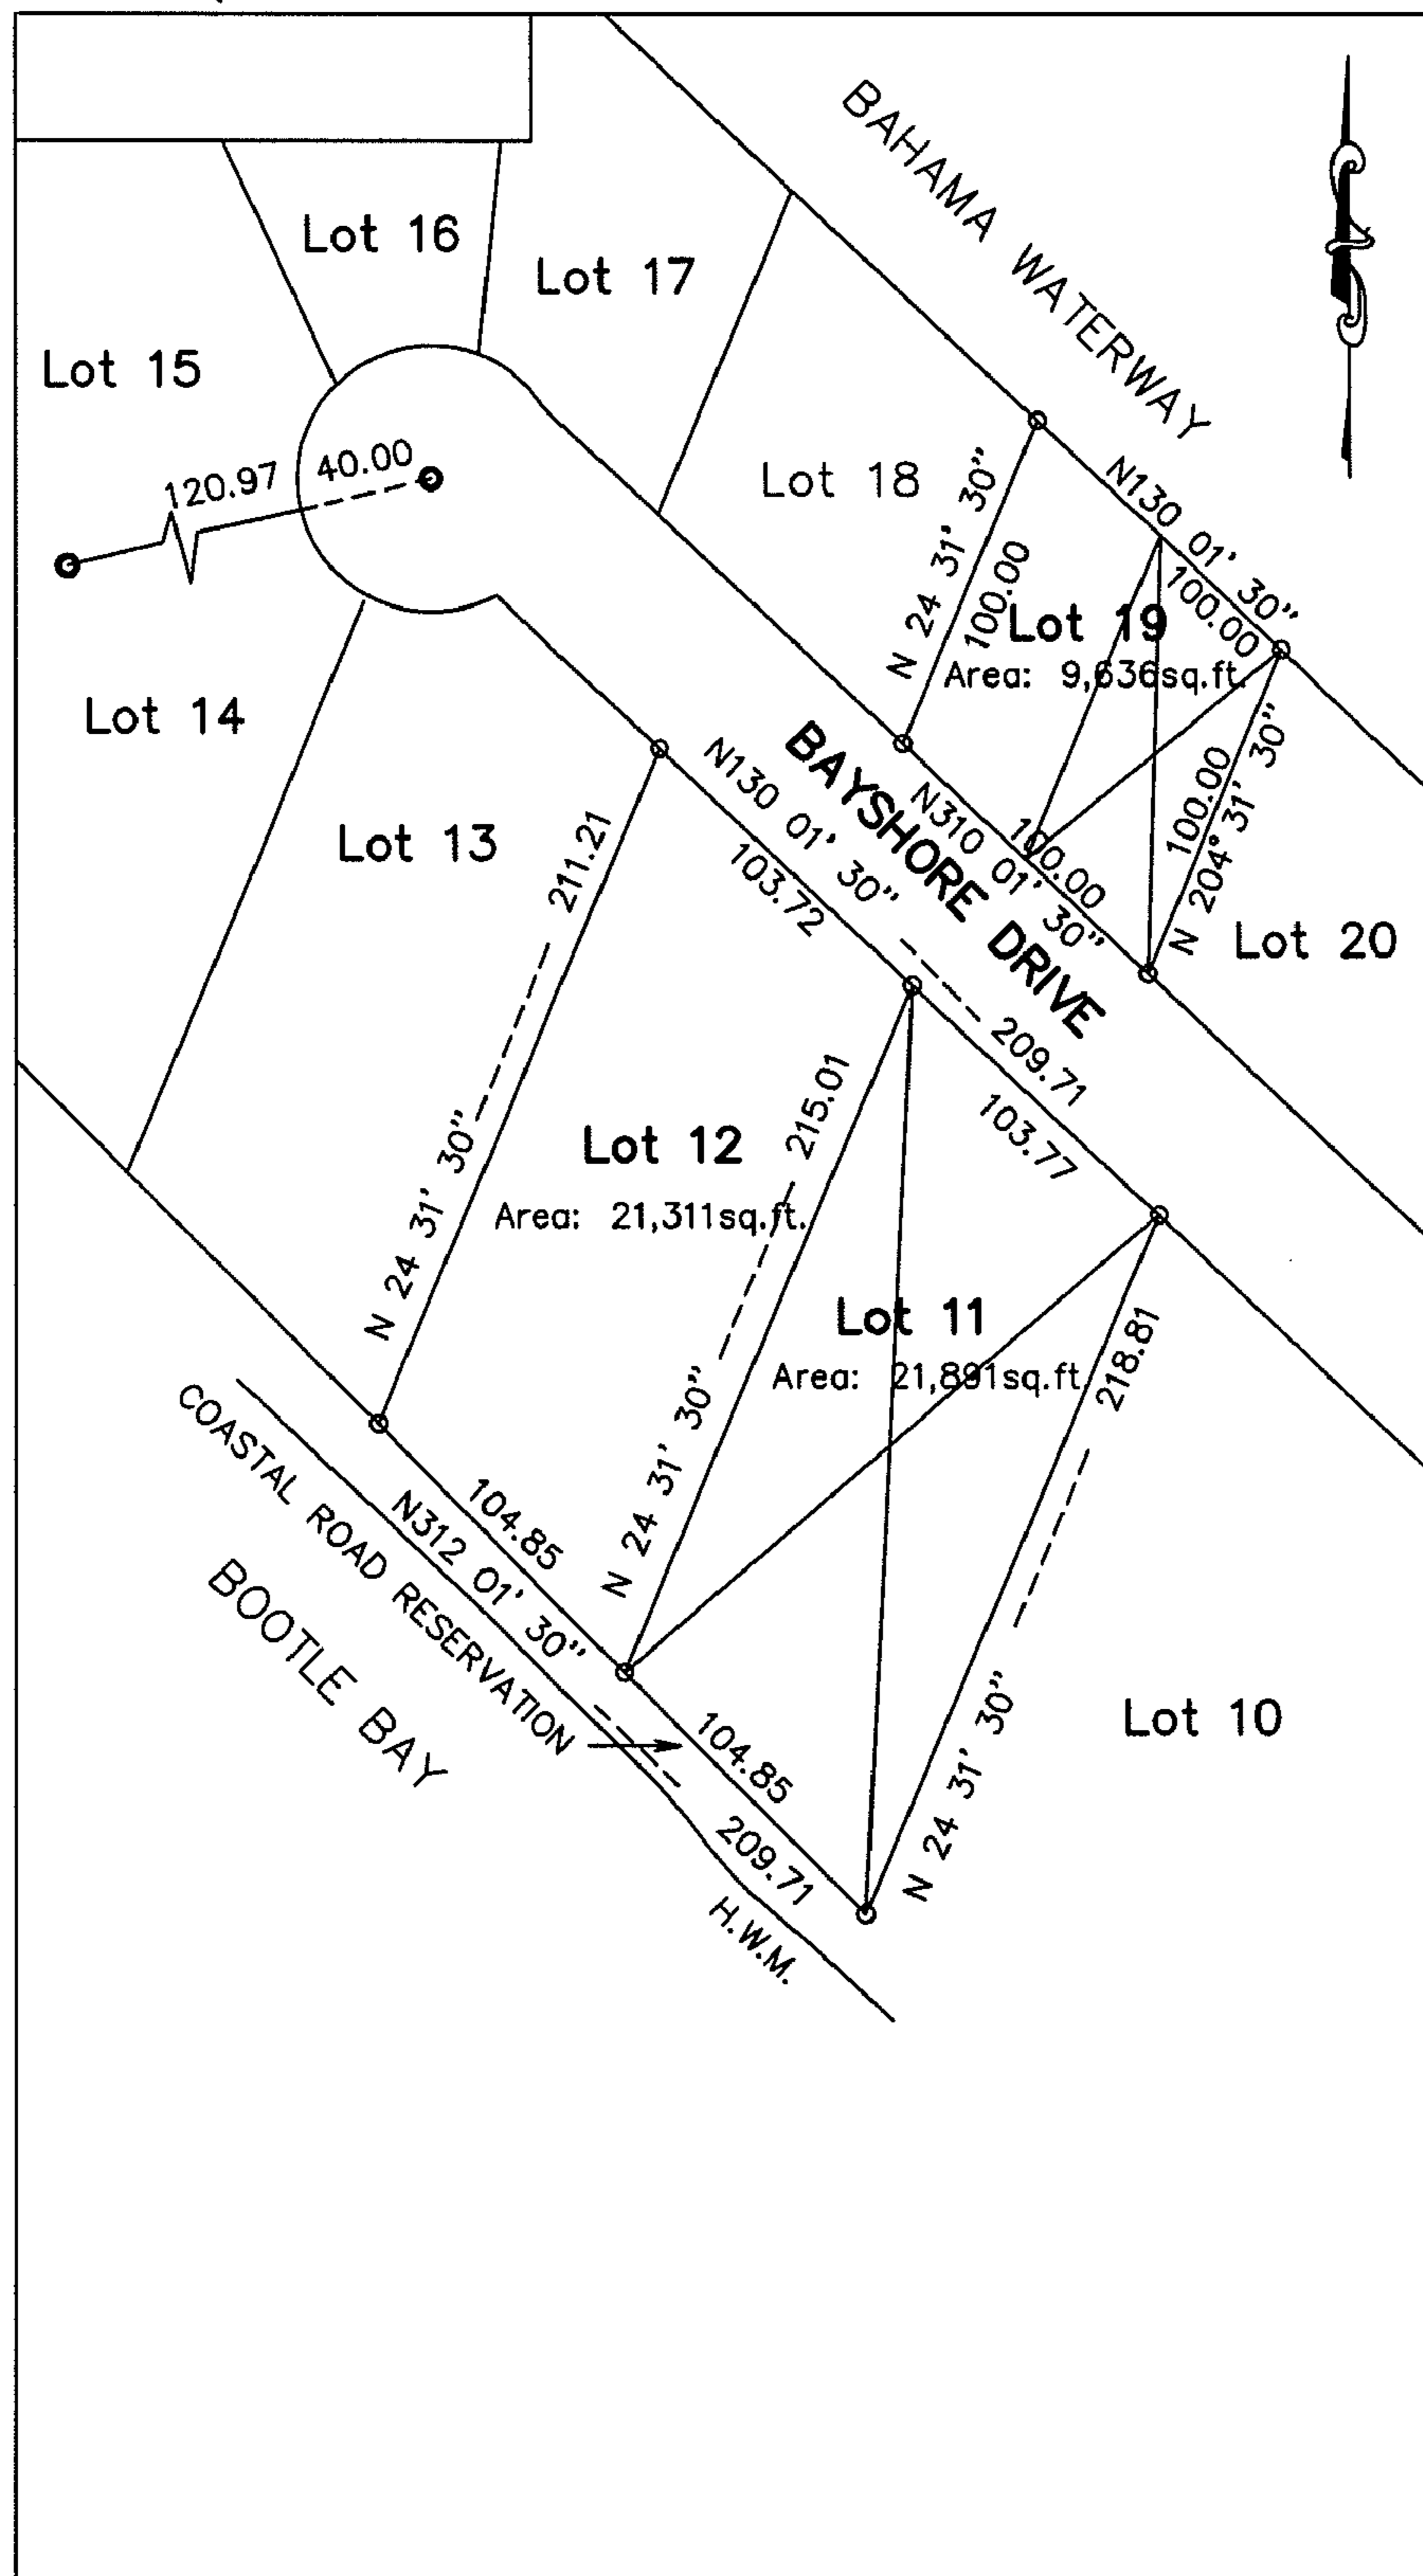 BAHAMA WATERWAY
Lot 16
Lot 17
Lot 15
120.97
40.00
Lot 18
N 24 31' 30"
100.00
N130 01' 30"
100.00
Lot 19
Area: 9,636sq.ft.
Lot 14
Lot 13
N130 01' 30"
103.72
BAYSHORE DRIVE
N310 01' 30"
100.00
100.00
N 204° 31' 30"
Lot 20
211.21
N 24 31' 30"
209.71
103.77
Lot 12
Area: 21,311sq.ft.
215.01
N 24 31' 30"
Lot 11
Area: 21,891sq.ft.
218.81
N 24 31' 30"
COASTAL ROAD RESERVATION
N312 01' 30"
104.85
BOOTLE BAY
104.85
209.71
H.W.M.
Lot 10